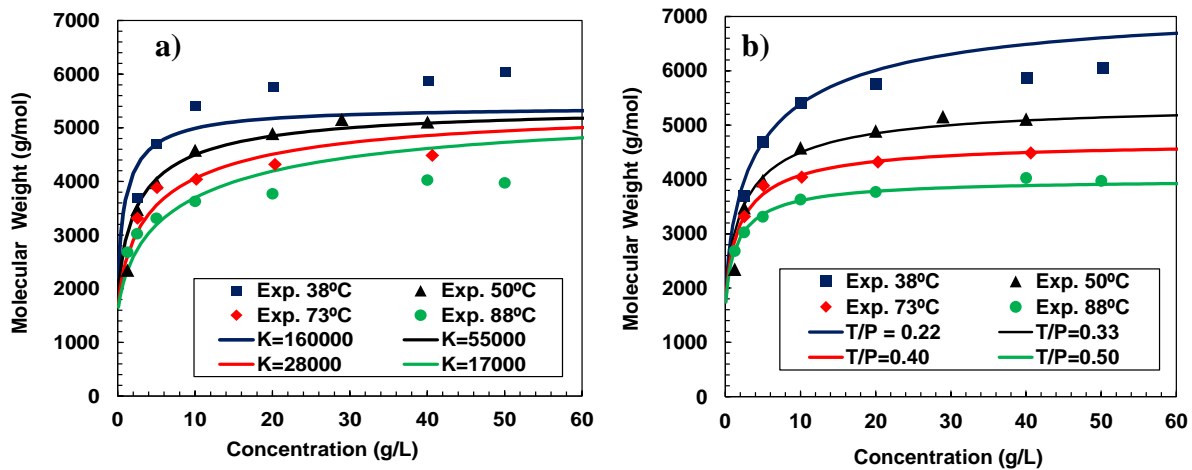 a)
Molecular Weight (g/mol)
7000
6000
5000
4000
3000
2000
1000
0
Exp. 38ºC
Exp. 50ºC
Exp. 73ºC
Exp. 88ºC
K=160000
K=55000
K=28000
K=17000
0 10 20 30 40 50 60
Concentration (g/L)
b)
Molecular Weight (g/mol)
7000
6000
5000
4000
3000
2000
1000
0
Exp. 38ºC
Exp. 50ºC
Exp. 73ºC
Exp. 88ºC
T/P = 0.22
T/P=0.33
T/P=0.40
T/P=0.50
0 10 20 30 40 50 60
Concentration (g/L)